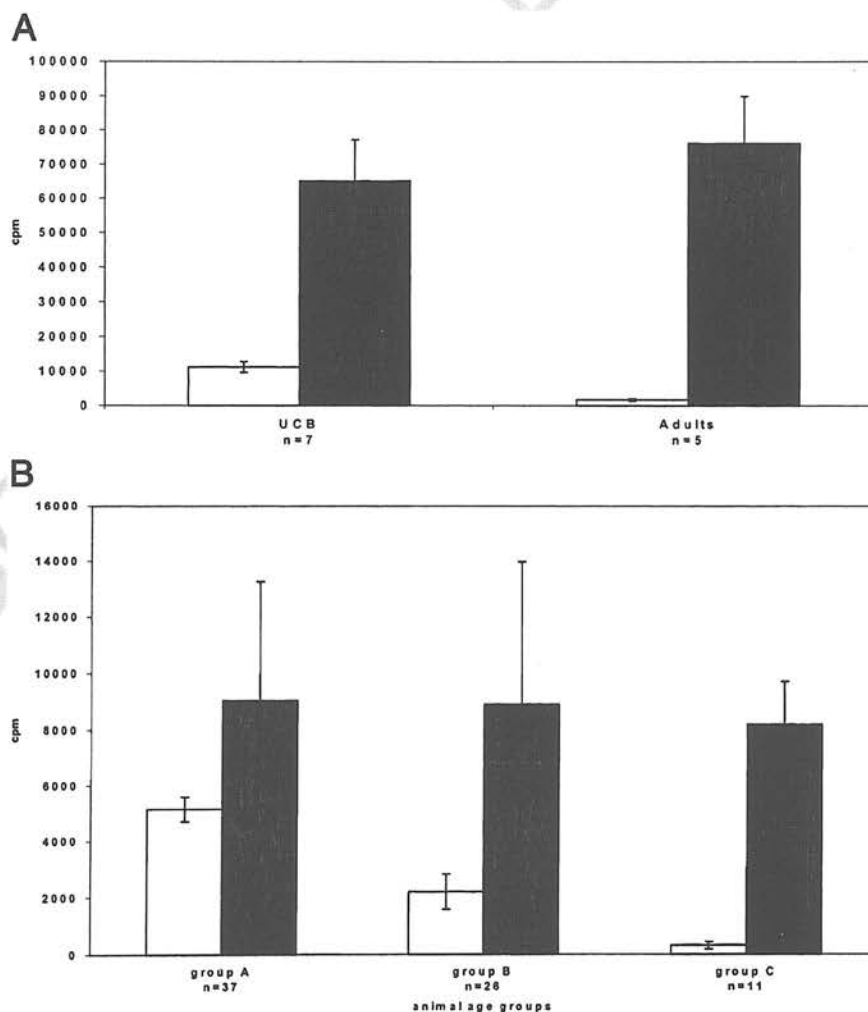 A
100000
90000
80000
70000
60000
50000
40000
30000
20000
10000
0
cpm
UCB
n=7
Adults
n=5
B
16000
14000
12000
10000
8000
6000
4000
2000
0
cpm
group A
n=37
group B
n=26
group C
n=11
animal age groups